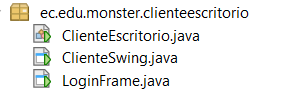 ec.edu.monster.clienteescritorio
ClienteEscritorio.java
ClienteSwing.java
LoginFrame.java